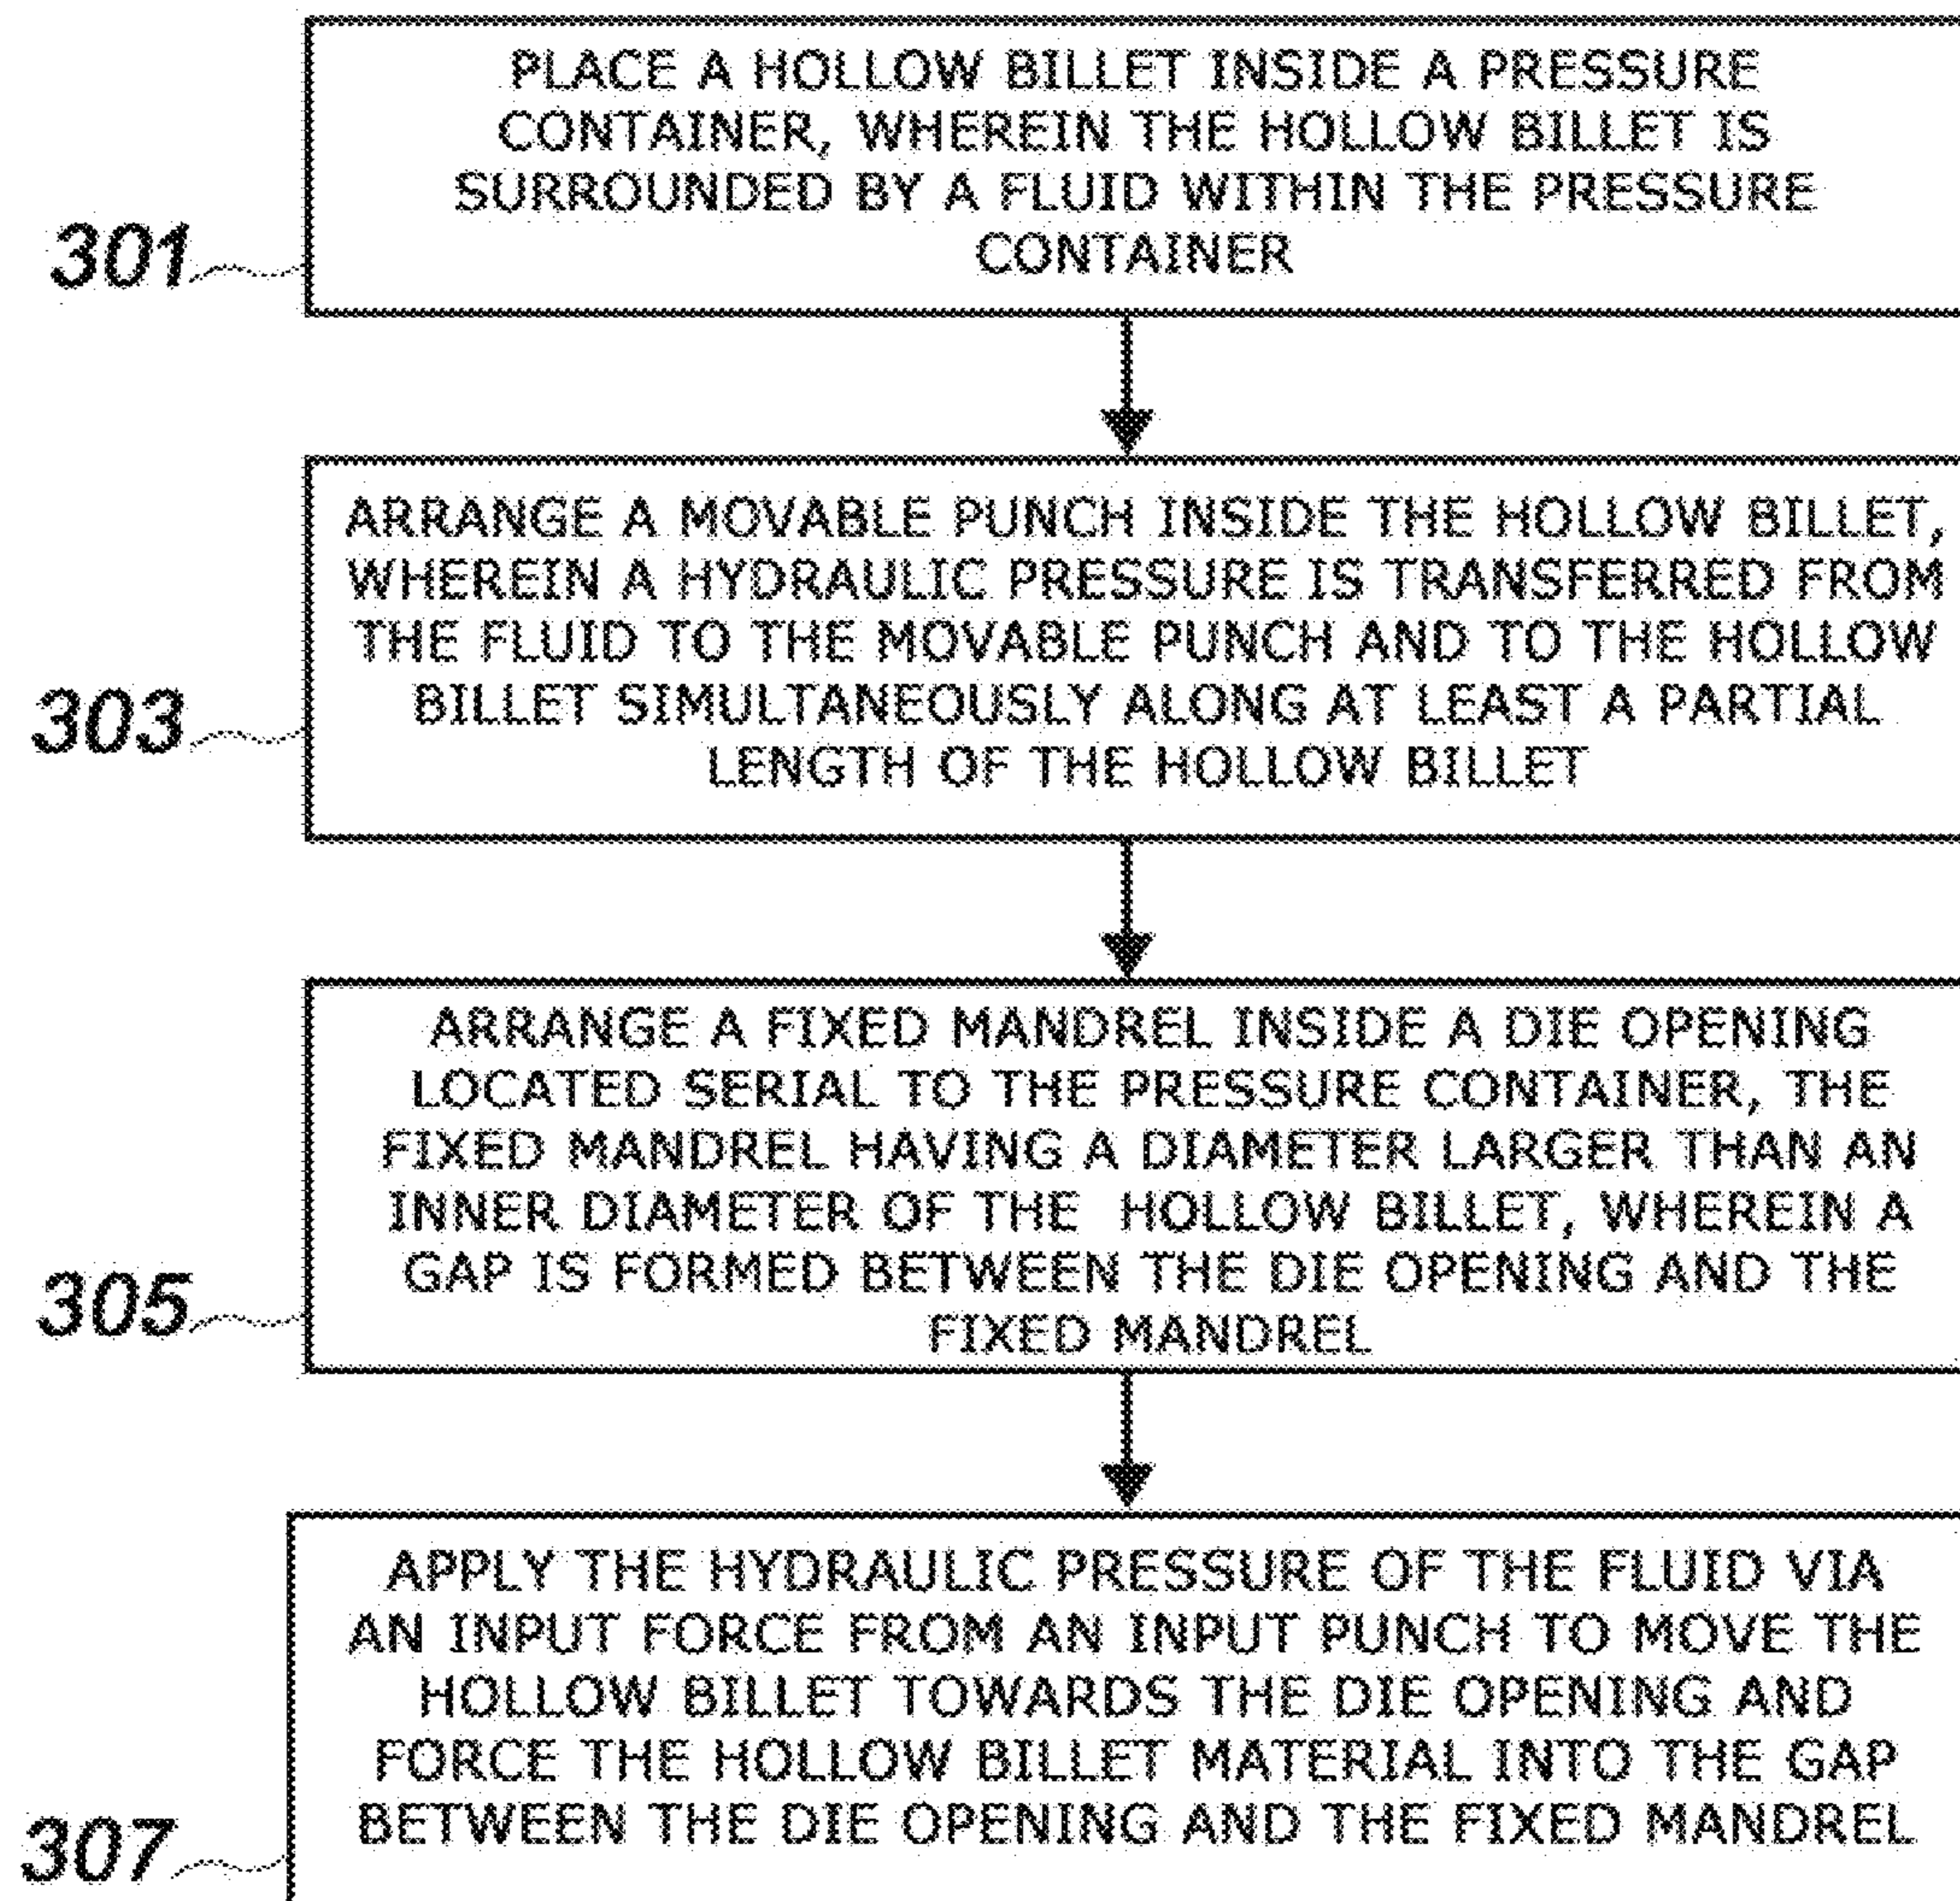 PLACE A HOLLOW BILLET INSIDE A PRESSURE
CONTAINER, WHEREIN THE HOLLOW BILLET IS
SURROUNDED BY A FLUID WITHIN THE PRESSURE
CONTAINER
301
ARRANGE A MOVABLE PUNCH INSIDE THE HOLLOW BILLET,
WHEREIN A HYDRAULIC PRESSURE IS TRANSFERRED FROM
THE FLUID TO THE MOVABLE PUNCH AND TO THE HOLLOW
BILLET SIMULTANEOUSLY ALONG AT LEAST A PARTIAL
LENGTH OF THE HOLLOW BILLET
303
ARRANGE A FIXED MANDREL INSIDE A DIE OPENING
LOCATED SERIAL TO THE PRESSURE CONTAINER, THE
FIXED MANDREL HAVING A DIAMETER LARGER THAN AN
INNER DIAMETER OF THE HOLLOW BILLET, WHEREIN A
GAP IS FORMED BETWEEN THE DIE OPENING AND THE
FIXED MANDREL
305
APPLY THE HYDRAULIC PRESSURE OF THE FLUID VIA
AN INPUT FORCE FROM AN INPUT PUNCH TO MOVE THE
HOLLOW BILLET TOWARDS THE DIE OPENING AND
FORCE THE HOLLOW BILLET MATERIAL INTO THE GAP
BETWEEN THE DIE OPENING AND THE FIXED MANDREL
307